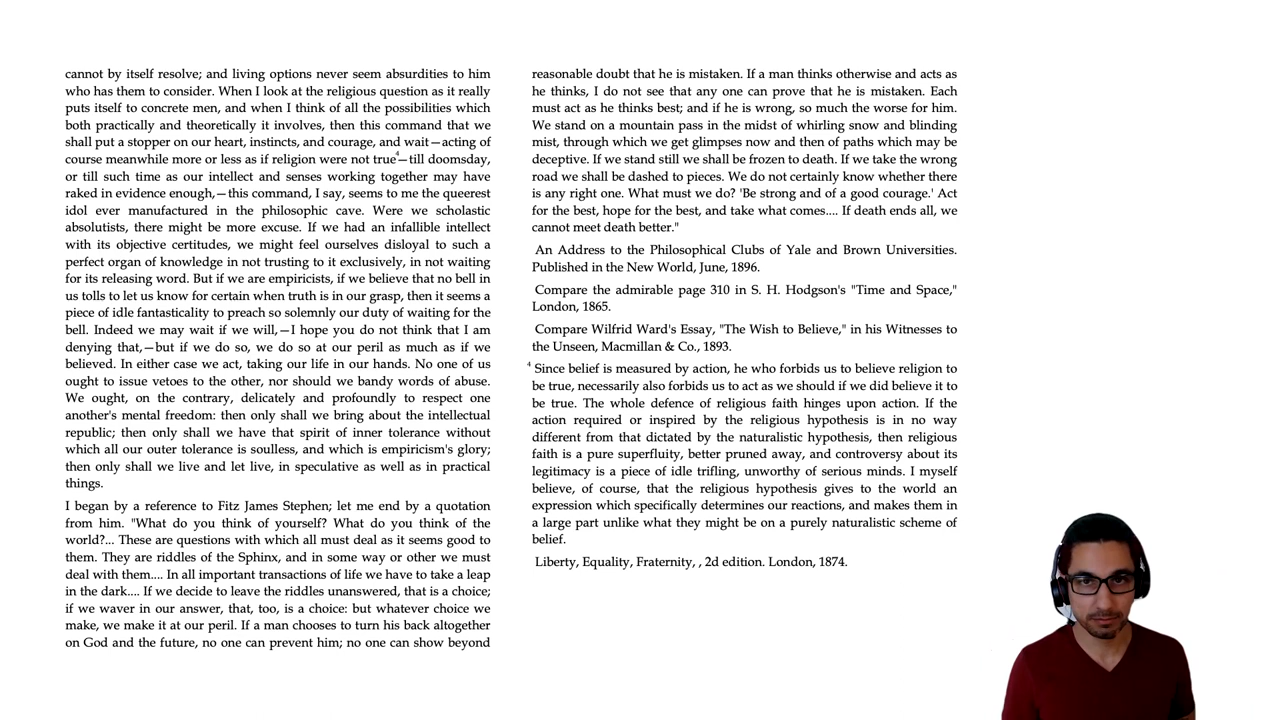 cannot by itself resolve; and living options never seem absurdities to him
who has them to consider. When I look at the religious question as it really
puts itself to concrete men, and when I think of all the possibilities which
both practically and theoretically it involves, then this command that we
shall put a stopper on our heart, instincts, and courage, and wait—acting of
course meanwhile more or less as if religion were not true⁴—till doomsday,
or till such time as our intellect and senses working together may have
raked in evidence enough,—this command, I say, seems to me the queerest
idol ever manufactured in the philosophic cave. Were we scholastic
absolutists, there might be more excuse. If we had an infallible intellect
with its objective certitudes, we might feel ourselves disloyal to such a
perfect organ of knowledge in not trusting to it exclusively, in not waiting
for its releasing word. But if we are empiricists, if we believe that no bell in
us tolls to let us know for certain when truth is in our grasp, then it seems a
piece of idle fantasticality to preach so solemnly our duty of waiting for the
bell. Indeed we may wait if we will,—I hope you do not think that I am
denying that,—but if we do so, we do so at our peril as much as if we
believed. In either case we act, taking our life in our hands. No one of us
ought to issue vetoes to the other, nor should we bandy words of abuse.
We ought, on the contrary, delicately and profoundly to respect one
another's mental freedom: then only shall we bring about the intellectual
republic; then only shall we have that spirit of inner tolerance without
which all our outer tolerance is soulless, and which is empiricism's glory;
then only shall we live and let live, in speculative as well as in practical
things.
I began by a reference to Fitz James Stephen; let me end by a quotation
from him. "What do you think of yourself? What do you think of the
world?... These are questions with which all must deal as it seems good to
them. They are riddles of the Sphinx, and in some way or other we must
deal with them.... In all important transactions of life we have to take a leap
in the dark.... If we decide to leave the riddles unanswered, that is a choice;
if we waver in our answer, that, too, is a choice: but whatever choice we
make, we make it at our peril. If a man chooses to turn his back altogether
on God and the future, no one can prevent him; no one can show beyond
reasonable doubt that he is mistaken. If a man thinks otherwise and acts as
he thinks, I do not see that any one can prove that he is mistaken. Each
must act as he thinks best; and if he is wrong, so much the worse for him.
We stand on a mountain pass in the midst of whirling snow and blinding
mist, through which we get glimpses now and then of paths which may be
deceptive. If we stand still we shall be frozen to death. If we take the wrong
road we shall be dashed to pieces. We do not certainly know whether there
is any right one. What must we do? 'Be strong and of a good courage.' Act
for the best, hope for the best, and take what comes.... If death ends all, we
cannot meet death better."
An Address to the Philosophical Clubs of Yale and Brown Universities.
Published in the New World, June, 1896.
Compare the admirable page 310 in S. H. Hodgson's "Time and Space,"
London, 1865.
Compare Wilfrid Ward's Essay, "The Wish to Believe," in his Witnesses to
the Unseen, Macmillan & Co., 1893.
⁴ Since belief is measured by action, he who forbids us to believe religion to
be true, necessarily also forbids us to act as we should if we did believe it to
be true. The whole defence of religious faith hinges upon action. If the
action required or inspired by the religious hypothesis is in no way
different from that dictated by the naturalistic hypothesis, then religious
faith is a pure superfluity, better pruned away, and controversy about its
legitimacy is a piece of idle trifling, unworthy of serious minds. I myself
believe, of course, that the religious hypothesis gives to the world an
expression which specifically determines our reactions, and makes them in
a large part unlike what they might be on a purely naturalistic scheme of
belief.
Liberty, Equality, Fraternity, , 2d edition. London, 1874.